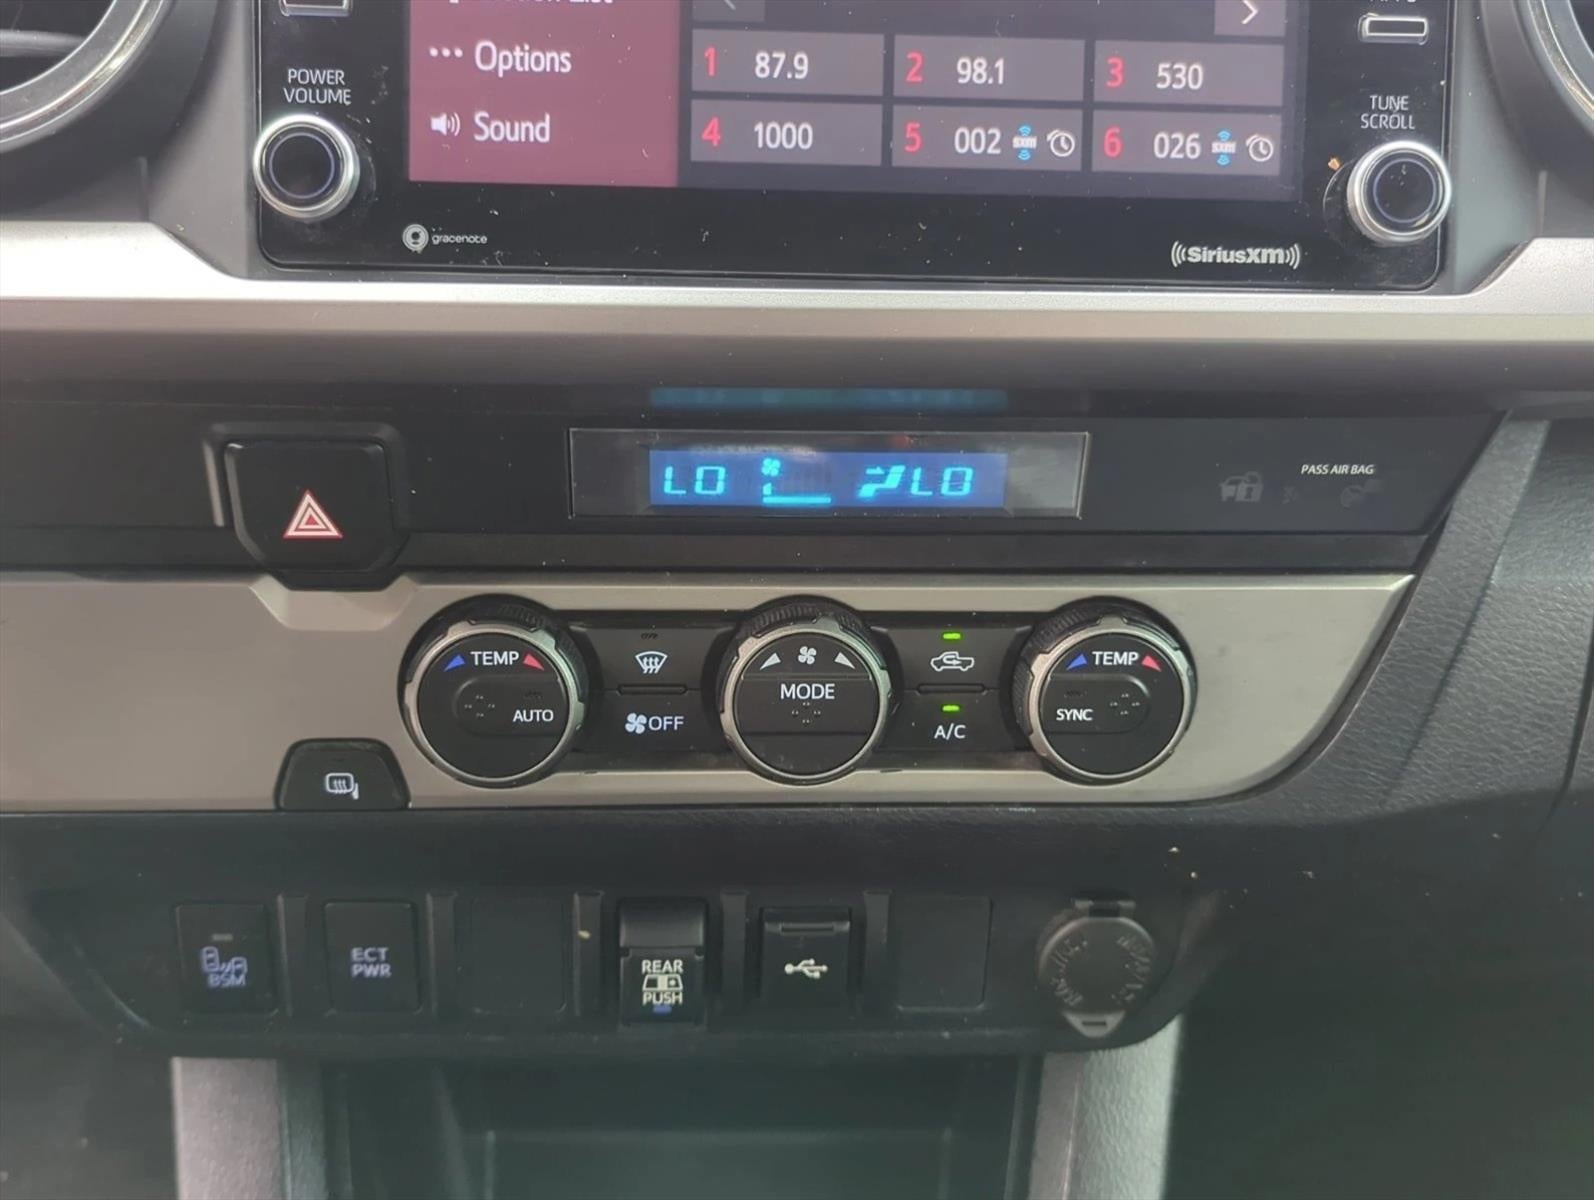 POWER
VOLUME
Options
Sound
1 87.9
2 98.1
3 530
4 1000
5 002 sxm
6 026 sxm
TUNE
SCROLL
gracenote
((SiriusXM))
LO
LO
PASS AIR BAG
TEMP
AUTO
OFF
MODE
A/C
TEMP
SYNC
BSM
ECT
PWR
REAR
PUSH